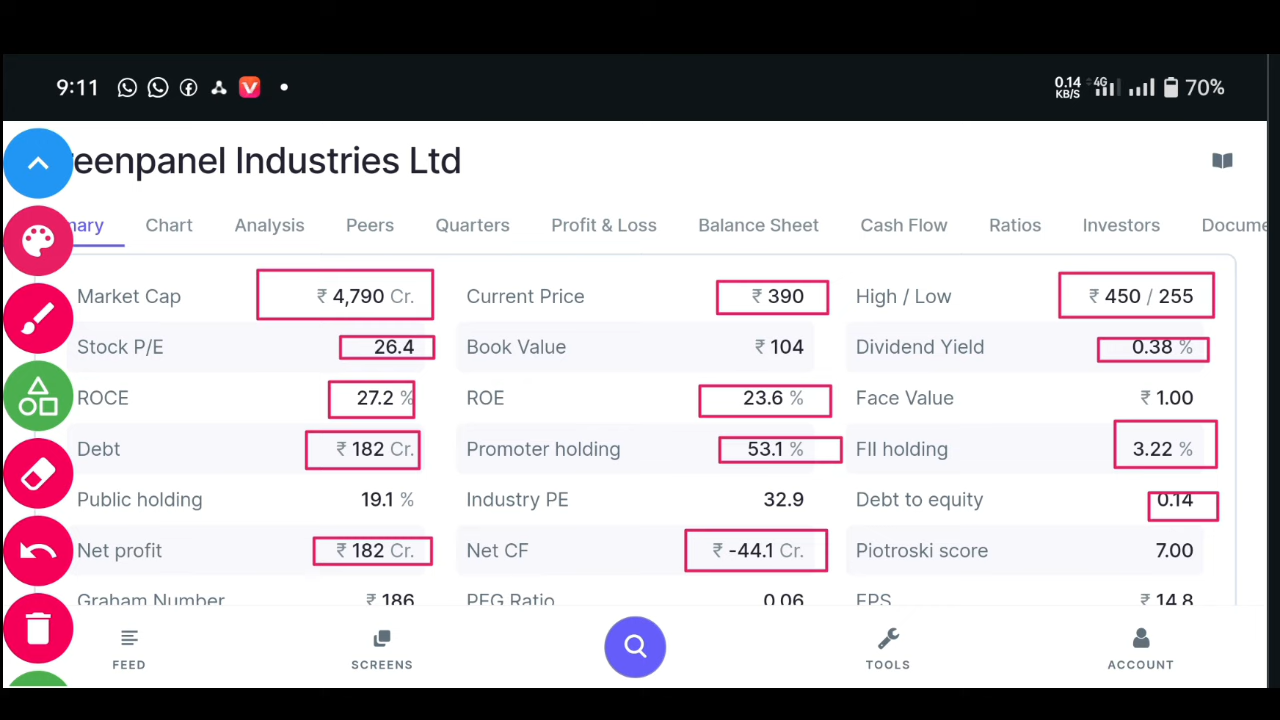 9:11 0.14 KB/S 4G 70%
reenpanel Industries Ltd
mary Chart Analysis Peers Quarters Profit & Loss Balance Sheet Cash Flow Ratios Investors Docume
Market Cap ₹ 4,790 Cr. Current Price ₹ 390 High / Low ₹ 450 / 255
Stock P/E 26.4 Book Value ₹ 104 Dividend Yield 0.38 %
ROCE 27.2 % ROE 23.6 % Face Value ₹ 1.00
Debt ₹ 182 Cr. Promoter holding 53.1 % FII holding 3.22 %
Public holding 19.1 % Industry PE 32.9 Debt to equity 0.14
Net profit ₹ 182 Cr. Net CF ₹ -44.1 Cr. Piotroski score 7.00
Graham Number ₹ 186 PEG Ratio 0.06 EPS ₹ 14.8
FEED SCREENS TOOLS ACCOUNT